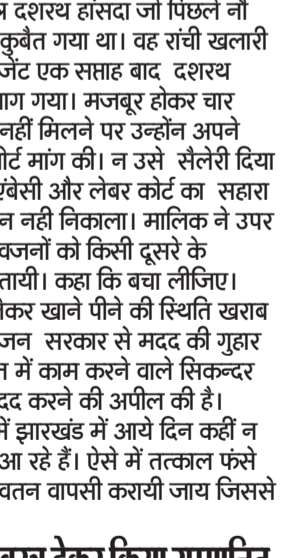 दशरथ हांसदा जो पिछले नौ
कुबैत गया था। वह रांची खलारी
जेंट एक सप्ताह बाद दशरथ
गया। मजबूर होकर चार
नहीं मिलने पर उन्होंन अपने
मांग की। न उसे सैलेरी दिया
एंबेसी और लेबर कोर्ट का सहारा
न नही निकाला। मालिक ने उपर
वजनों को किसी दूसरे के
तायी। कहा कि बचा लीजिए।
लेकर खाने पीने की स्थिति खराब
जन सरकार से मदद की गुहार
में काम करने वाले सिकन्दर
दद करने की अपील की है।
में झारखंड में आये दिन कहीं न
आ रहे हैं। ऐसे में तत्काल फंसे
वतन वापसी करायी जाय जिससे